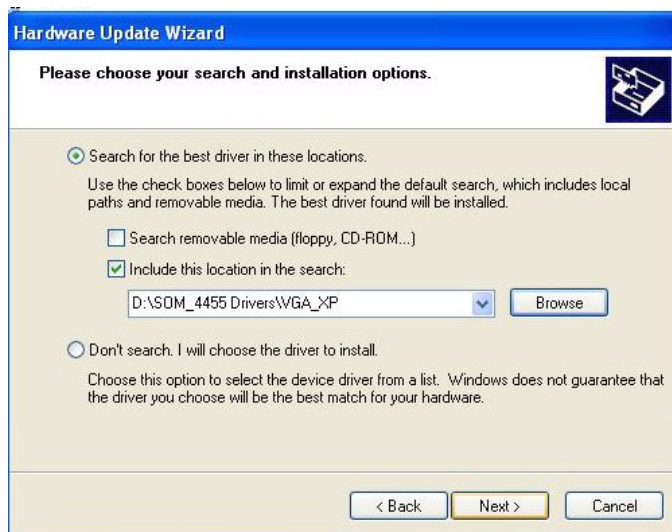 Hardware Update Wizard
Please choose your search and installation options.
Search for the best driver in these locations.
Use the check boxes below to limit or expand the default search, which includes local
paths and removable media. The best driver found will be installed.
Search removable media (floppy, CD-ROM...)
Include this location in the search:
D:\SOM_4455 Drivers\VGA_XP
Browse
Don't search. I will choose the driver to install.
Choose this option to select the device driver from a list.  Windows does not guarantee that
the driver you choose will be the best match for your hardware.
< Back
Next >
Cancel